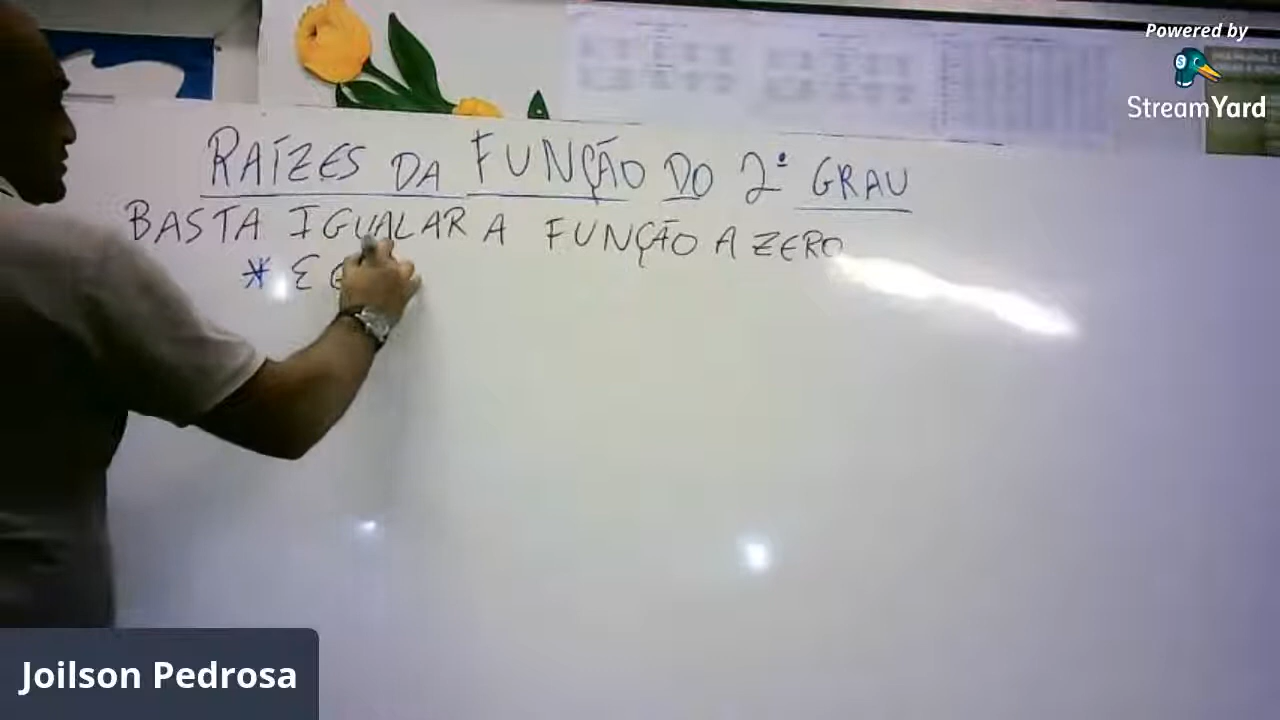 Powered by
StreamYard
RAÍZES DA FUNÇÃO DO 2º GRAU
BASTA IGUALAR A FUNÇÃO A ZERO
* E
Joilson Pedrosa